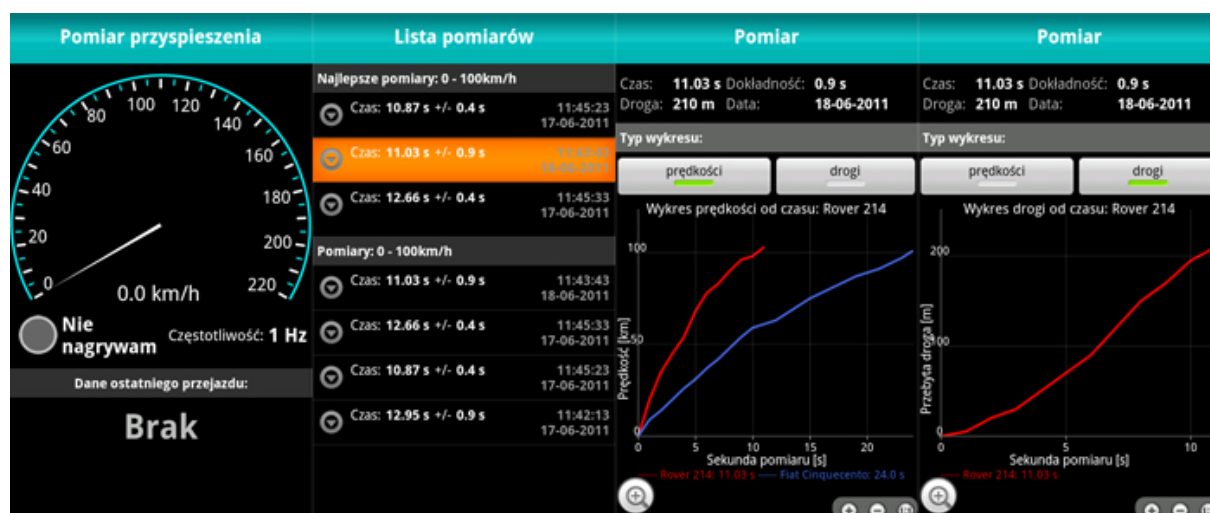 Pomiar przyspieszenia
0
20
40
60
80
100
120
140
160
180
200
220
0.0 km/h
Nie nagrywam
Częstotliwość: 1 Hz
Dane ostatniego przejazdu:
Brak
Lista pomiarów
Najlepsze pomiary: 0 - 100km/h
Czas: 10.87 s +/- 0.4 s 11:45:23
17-06-2011
Czas: 11.03 s +/- 0.9 s 11:43:43
18-06-2011
Czas: 12.66 s +/- 0.4 s 11:45:33
17-06-2011
Pomiary: 0 - 100km/h
Czas: 11.03 s +/- 0.9 s 11:43:43
18-06-2011
Czas: 12.66 s +/- 0.4 s 11:45:33
17-06-2011
Czas: 10.87 s +/- 0.4 s 11:45:23
17-06-2011
Czas: 12.95 s +/- 0.9 s 11:42:13
17-06-2011
Pomiar
Czas: 11.03 s Dokładność: 0.9 s
Droga: 210 m Data: 18-06-2011
Typ wykresu:
prędkości drogi
Wykres prędkości od czasu: Rover 214
100
50
0
Prędkość [km]
0 5 10 15 20
Sekunda pomiaru [s]
Rover 214: 11.03 s Fiat Cinquecento: 24.0 s
Pomiar
Czas: 11.03 s Dokładność: 0.9 s
Droga: 210 m Data: 18-06-2011
Typ wykresu:
prędkości drogi
Wykres drogi od czasu: Rover 214
200
100
0
Przebyta droga [m]
0 5 10
Sekunda pomiaru [s]
Rover 214: 11.03 s